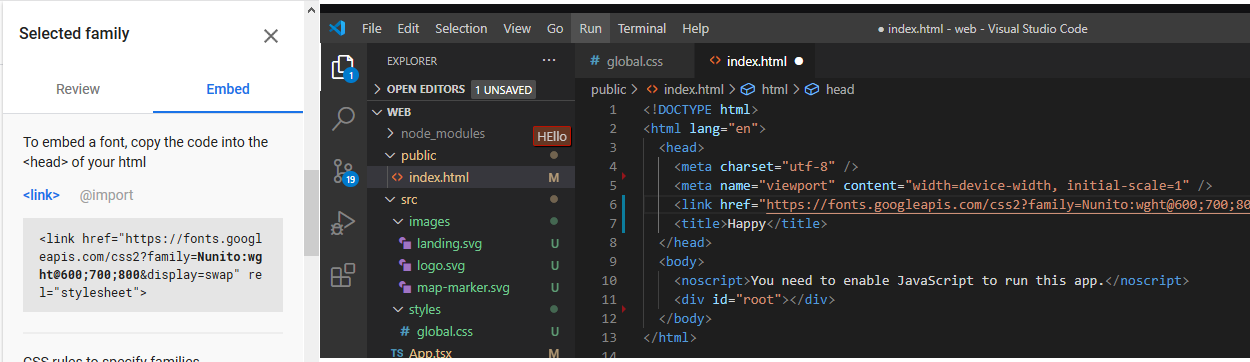 Selected family
Review
Embed
To embed a font, copy the code into the
<head> of your html
<link>
@import
<link href="https://fonts.googl
eapis.com/css2?family=Nunito:wg
ht@600;700;800&display=swap" re
l="stylesheet">
CSS rules to specify families
File Edit Selection View Go Run Terminal Help
● index.html - web - Visual Studio Code
1
19
EXPLORER ...
OPEN EDITORS 1 UNSAVED
WEB
node_modules
HEllo
public
index.html M
src
images
landing.svg U
logo.svg U
map-marker.svg U
styles
global.css U
TS App.tsx M
# global.css
<> index.html ●
public > <> index.html > html > head
1 <!DOCTYPE html>
2 <html lang="en">
3 <head>
4 <meta charset="utf-8" />
5 <meta name="viewport" content="width=device-width, initial-scale=1" />
6 <link href="https://fonts.googleapis.com/css2?family=Nunito:wght@600;700;80
7 <title>Happy</title>
8 </head>
9 <body>
10 <noscript>You need to enable JavaScript to run this app.</noscript>
11 <div id="root"></div>
12 </body>
13 </html>
14